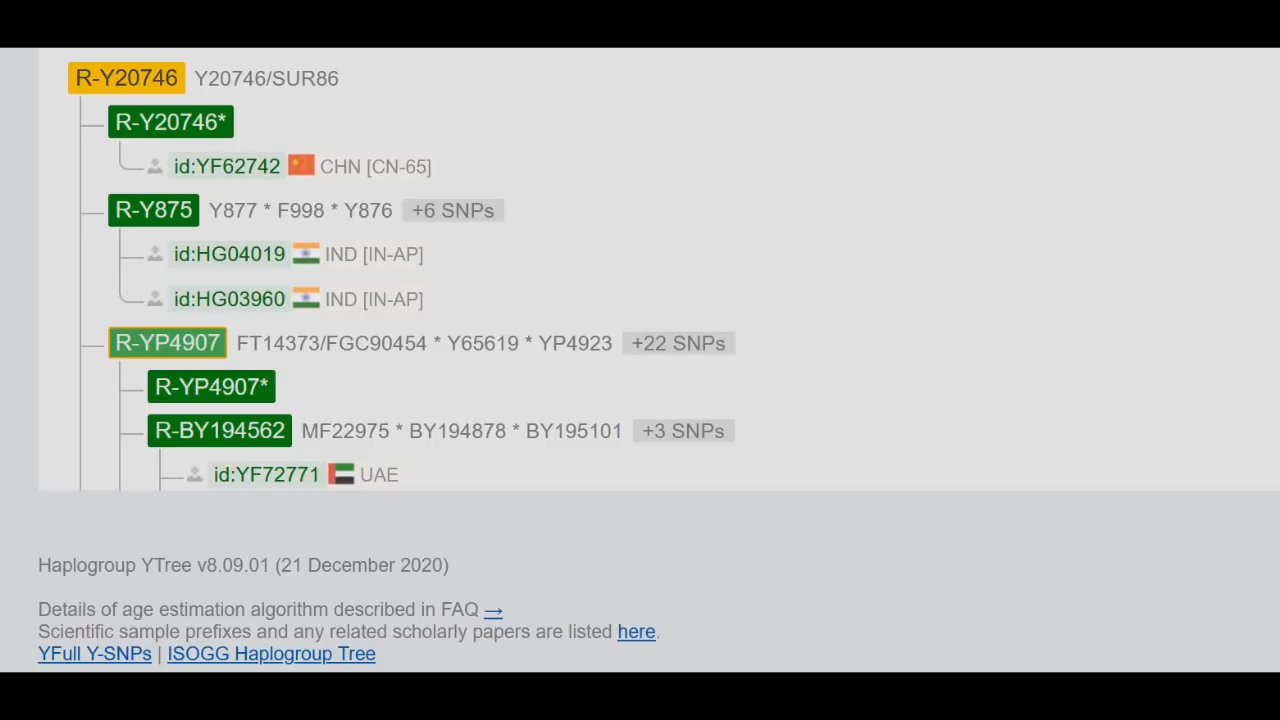 R-Y20746 Y20746/SUR86
R-Y20746*
id:YF62742 CHN [CN-65]
R-Y875 Y877 * F998 * Y876 +6 SNPs
id:HG04019 IND [IN-AP]
id:HG03960 IND [IN-AP]
R-YP4907 FT14373/FGC90454 * Y65619 * YP4923 +22 SNPs
R-YP4907*
R-BY194562 MF22975 * BY194878 * BY195101 +3 SNPs
id:YF72771 UAE
Haplogroup YTree v8.09.01 (21 December 2020)
Details of age estimation algorithm described in FAQ →
Scientific sample prefixes and any related scholarly papers are listed here.
YFull Y-SNPs | ISOGG Haplogroup Tree